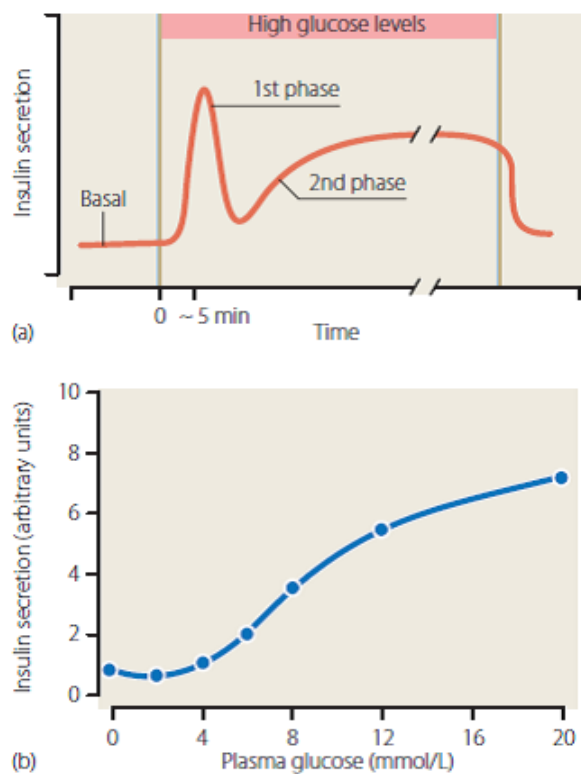 High glucose levels
Insulin secretion
1st phase
2nd phase
Basal
0 ~ 5 min
Time
(a)
Insulin secretion (arbitrary units)
10
8
6
4
2
0
0 4 8 12 16 20
Plasma glucose (mmol/L)
(b)